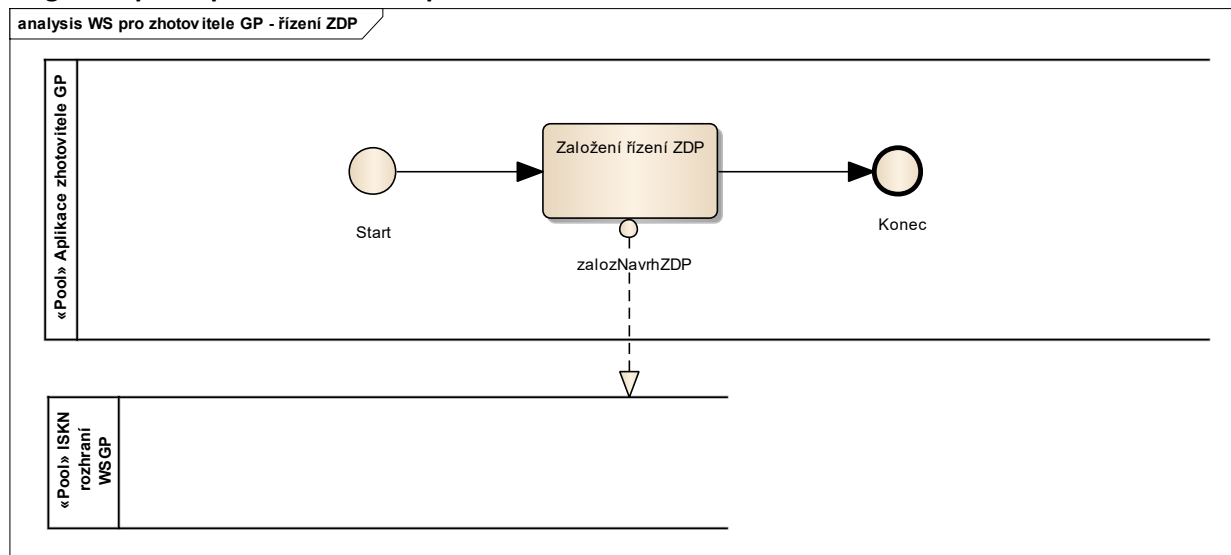 analysis WS pro zhotovitele GP - řízení ZDP
«Pool» Aplikace zhotovitele GP
Založení řízení ZDP
Start
Konec
zalozNavrhZDP
«Pool» ISKN
rozhraní
WSGP